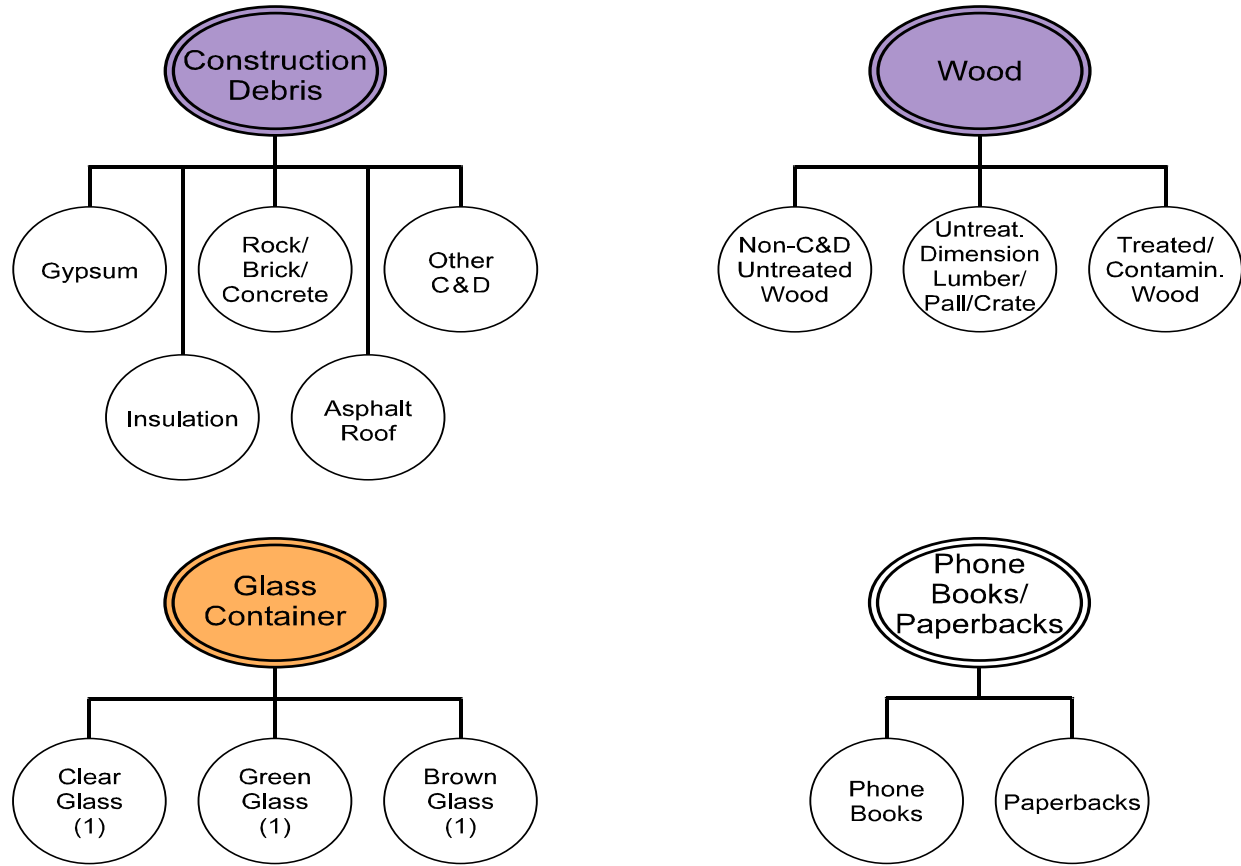 Construction
Debris
Wood
Gypsum
Rock/
Brick/
Concrete
Other
C&D
Non-C&D
Untreated
Wood
Untreat.
Dimension
Lumber/
Pall/Crate
Treated/
Contamin.
Wood
Insulation
Asphalt
Roof
Glass
Container
Phone
Books/
Paperbacks
Clear
Glass
(1)
Green
Glass
(1)
Brown
Glass
(1)
Phone
Books
Paperbacks